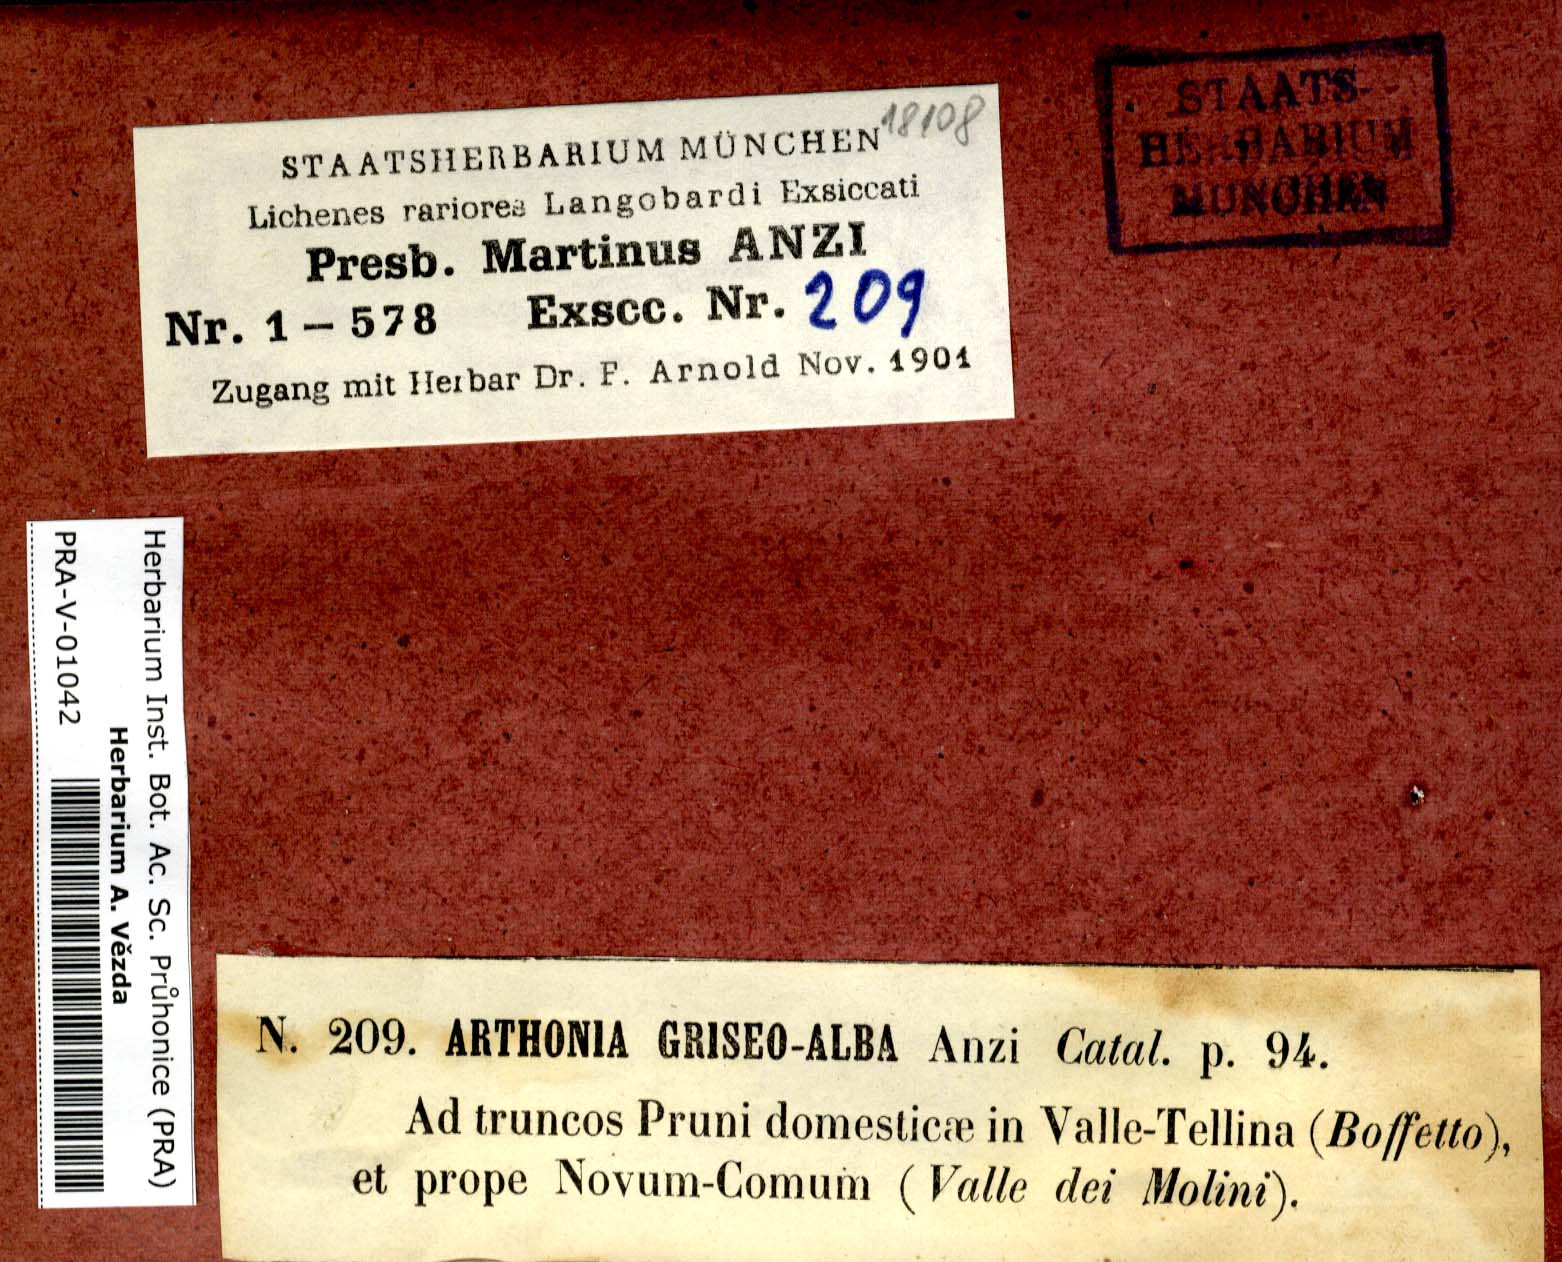 18108
STAATSHERBARIUM MÜNCHEN
Lichenes rariores Langobardi Exsiccati
Presb. Martinus ANZI
Nr. 1 – 578 Exscc. Nr. 209
Zugang mit Herbar Dr. F. Arnold Nov. 1901
STAATS-
HERBARIUM
MÜNCHEN
Herbarium Inst. Bot. Ac. Sc. Průhonice (PRA)
Herbarium A. Vězda
PRA-V-01042
N. 209. ARTHONIA GRISEO-ALBA Anzi Catal. p. 94.
Ad truncos Pruni domesticæ in Valle-Tellina (Boffetto),
et prope Novum-Comum (Valle dei Molini).